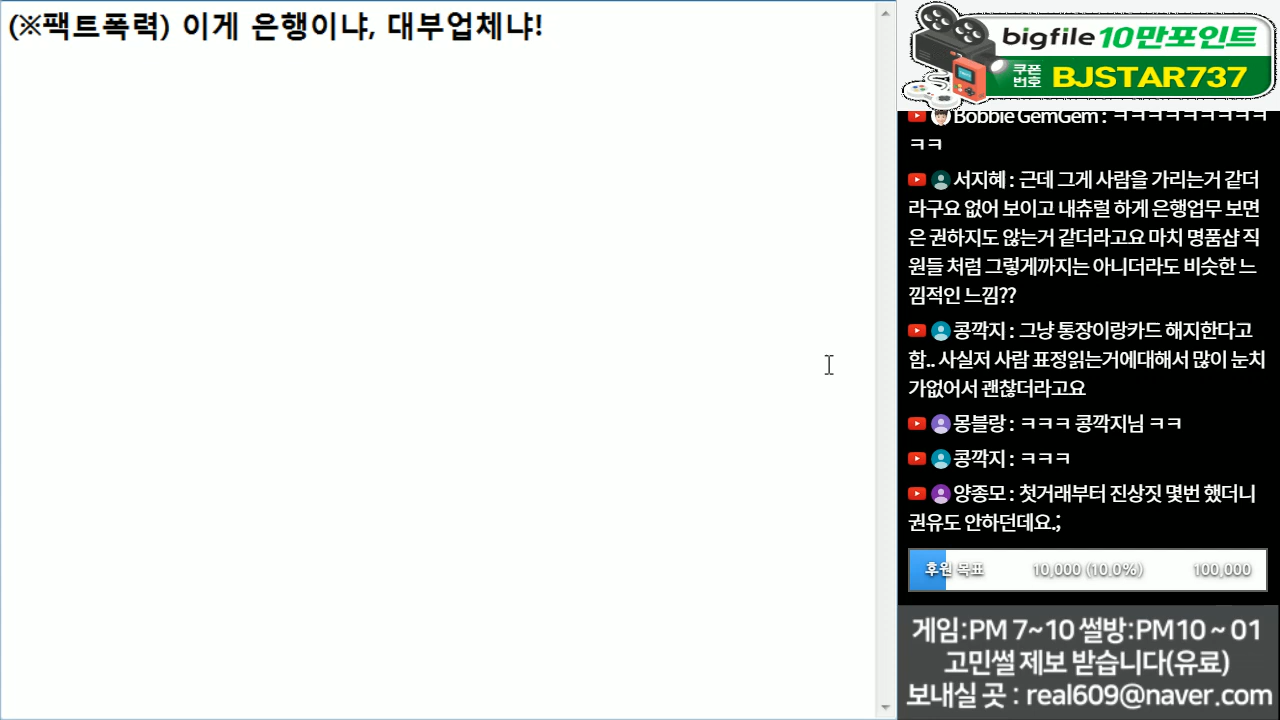 (※팩트폭력) 이게 은행이냐, 대부업체냐!
bigfile 10만포인트
쿠폰
번호 BJSTAR737
Bobbie GemGem : ㅋㅋㅋㅋㅋㅋㅋㅋㅋ
ㅋㅋ
서지혜 : 근데 그게 사람을 가리는거 같더
라구요 없어 보이고 내츄럴 하게 은행업무 보면
은 권하지도 않는거 같더라고요 마치 명품샵 직
원들 처럼 그렇게까지는 아니더라도 비슷한 느
낌적인 느낌??
콩깍지 : 그냥 통장이랑카드 해지한다고
함.. 사실저 사람 표정읽는거에대해서 많이 눈치
가없어서 괜찮더라고요
몽블랑 : ㅋㅋㅋ 콩깍지님 ㅋㅋ
콩깍지 : ㅋㅋㅋ
양종모 : 첫거래부터 진상짓 몇번 했더니
권유도 안하던데요.;
후원 목표 10,000 (10.0%) 100,000
게임:PM 7~10 썰방:PM10 ~ 01
고민썰 제보 받습니다(유료)
보내실 곳 : real609@naver.com